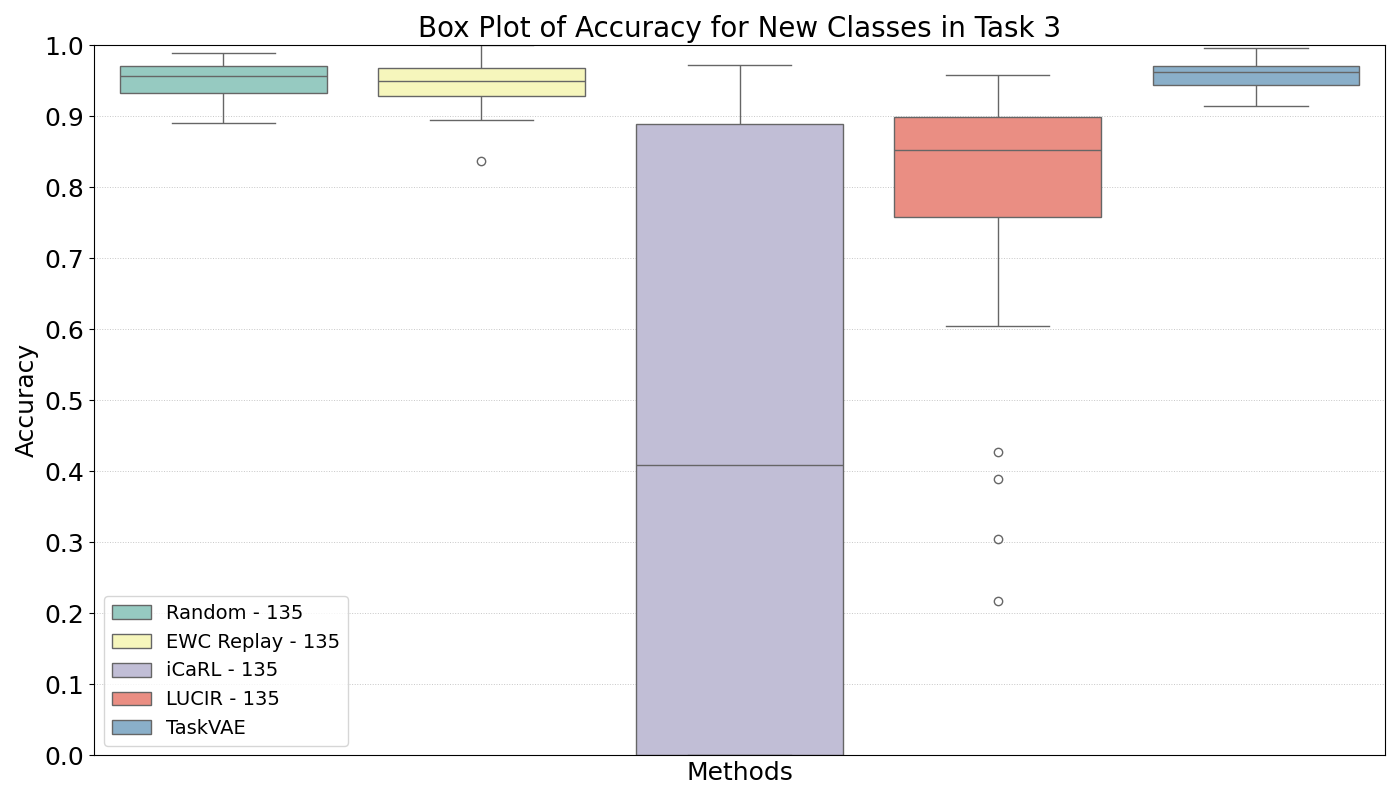 Box Plot of Accuracy for New Classes in Task 3
1.0
0.9
0.8
0.7
0.6
0.5
0.4
0.3
0.2
0.1
0.0
Accuracy
Random - 135
EWC Replay - 135
iCaRL - 135
LUCIR - 135
TaskVAE
Methods